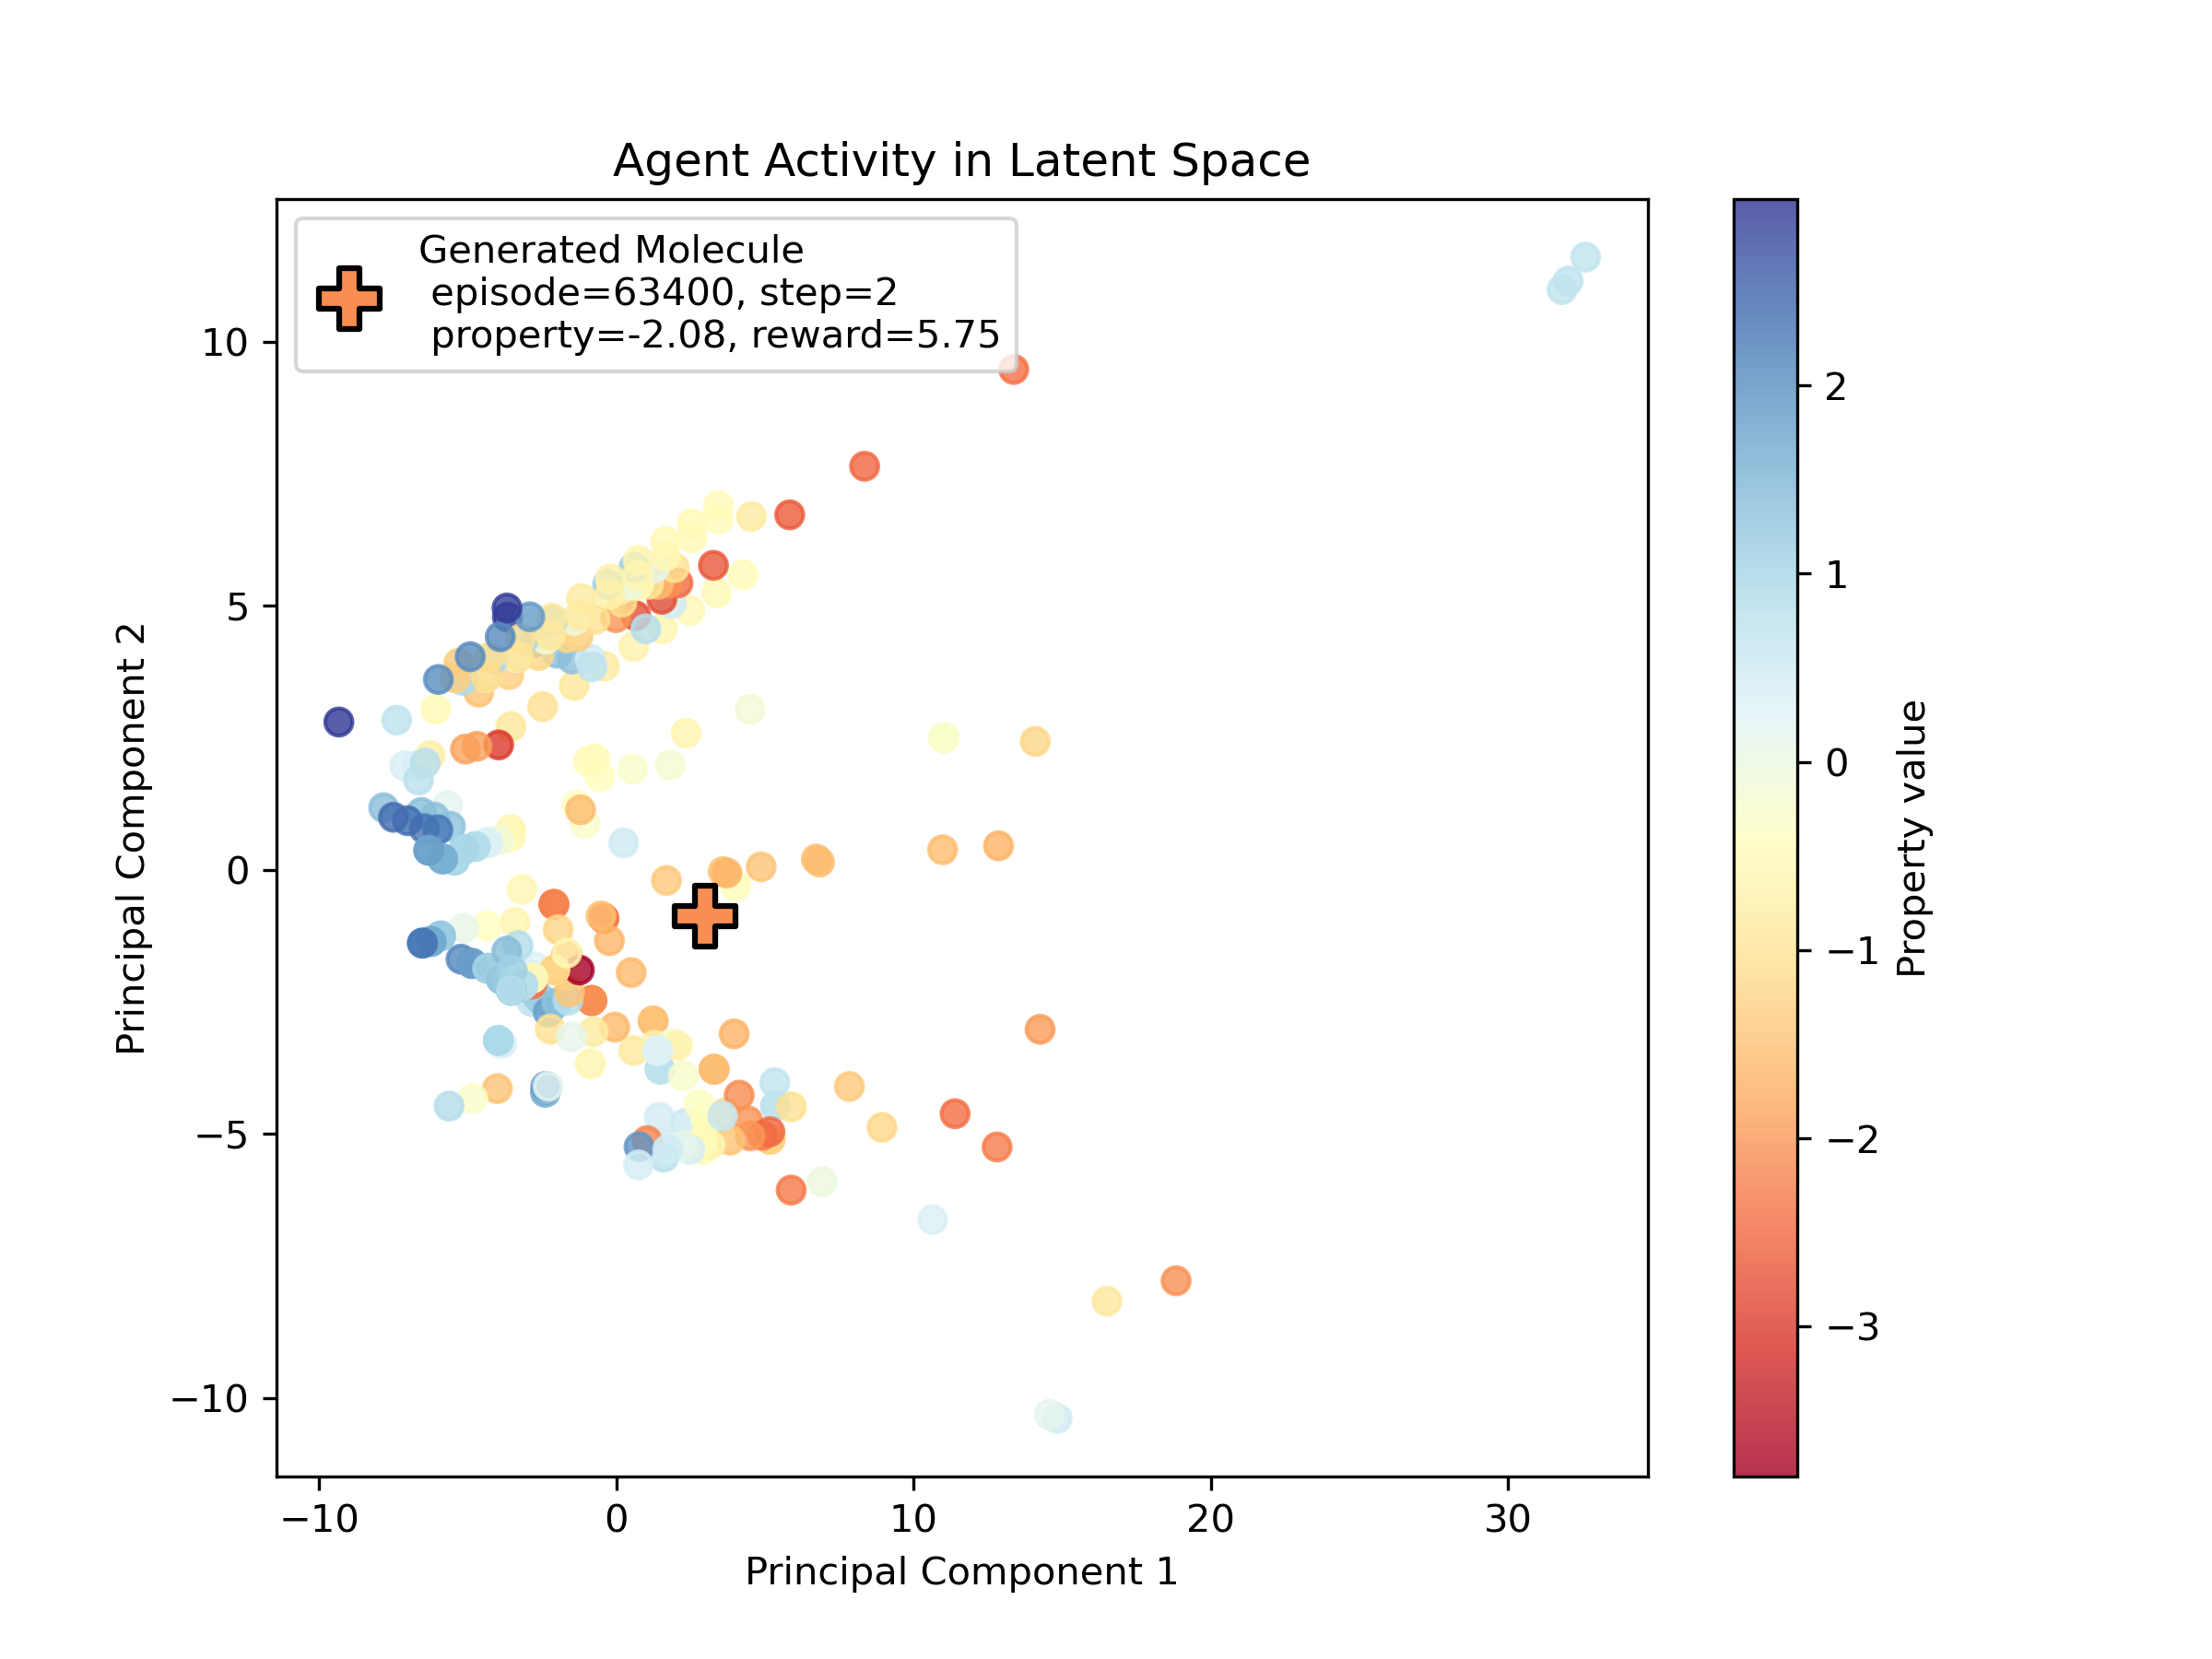 Agent Activity in Latent Space
Generated Molecule
episode=63400, step=2
property=-2.08, reward=5.75
10
5
0
−5
−10
Principal Component 2
−10
0
10
20
30
Principal Component 1
2
1
0
−1
−2
−3
Property value